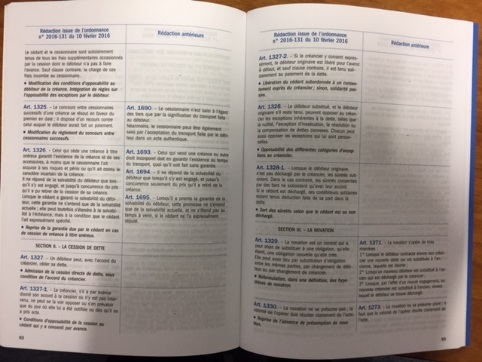 Rédaction issue de l'ordonnance
n° 2016-131 du 10 février 2016
Rédaction antérieure
Le cédant et le cessionnaire sont solidairement
tenus de tous les frais supplémentaires occasionnés
par la cession dont le débiteur n'a pas à faire
l'avance. Sauf clause contraire, la charge de ces
frais incombe au cessionnaire.
Modification des conditions d'opposabilité au
débiteur de la créance. Intégration de règles sur
l'opposabilité des exceptions par le débiteur.
Art. 1325. - Le concours entre cessionnaires
successifs d'une créance se résout en faveur du
premier en date ; il dispose d'un recours contre
celui auquel le débiteur aurait fait un paiement.
Modification du règlement du concours entre
cessionnaires successifs.
Art. 1690. - Le cessionnaire n'est saisi à l'égard
des tiers que par la signification du transport faite
au débiteur.
Néanmoins, le cessionnaire peut être également
saisi par l'acceptation du transport faite par le débiteur
dans un acte authentique.
Art. 1326. - Celui qui cède une créance à titre
onéreux garantit l'existence de la créance et de ses
accessoires, à moins que le cessionnaire l'ait
acquise à ses risques et périls ou qu'il ait connu le
caractère incertain de la créance.
Il ne répond de la solvabilité du débiteur que lorsqu'il
s'y est engagé, et jusqu'à concurrence du prix
qu'il a pu retirer de la cession de sa créance.
Lorsque le cédant a garanti la solvabilité du débiteur,
cette garantie ne s'entend que de la solvabilité
actuelle ; elle peut toutefois s'étendre à la solvabilité
à l'échéance, mais à la condition que le cédant
l'ait expressément spécifié.
Reprise de la garantie due par le cédant en cas
de cession de créance à titre onéreux.
Art. 1693. - Celui qui vend une créance ou autre
droit incorporel doit en garantir l'existence au temps
du transport, quoi qu'il soit fait sans garantie.
Art. 1694. - Il ne répond de la solvabilité du
débiteur que lorsqu'il s'y est engagé, et jusqu'à
concurrence seulement du prix qu'il a retiré de la
créance.
Art. 1695. - Lorsqu'il a promis la garantie de la
solvabilité du débiteur, cette promesse ne s'entend
que de la solvabilité actuelle, et ne s'étend pas au
temps à venir, si le cédant ne l'a expressément
stipulé.
SECTION II. - LA CESSION DE DETTE
Art. 1327. - Un débiteur peut, avec l'accord du
créancier, céder sa dette.
Admission de la cession directe de dette, sous
condition de l'accord du créancier.
Art. 1327-1. - Le créancier, s'il a par avance
donné son accord à la cession ou n'y est pas intervenu,
ne peut se la voir opposer ou s'en prévaloir
que du jour où elle lui a été notifiée ou dès qu'il en
a pris acte.
Conditions d'opposabilité de la cession au
cédant qui y a consenti par avance.
Rédaction issue de l'ordonnance
n° 2016-131 du 10 février 2016
Rédaction antérieure
Art. 1327-2. - Si le créancier y consent expressément,
le débiteur originaire est libéré pour l'avenir.
À défaut, et sauf clause contraire, il est tenu solidairement
au paiement de la dette.
Libération du cédant subordonnée à un consentement
exprès du créancier ; sinon, solidarité passive.
Art. 1328. - Le débiteur substitué, et le débiteur
originaire s'il reste tenu, peuvent opposer au créancier
les exceptions inhérentes à la dette, telles que
la nullité, l'exception d'inexécution, la résolution ou
la compensation de dettes connexes. Chacun peut
aussi opposer les exceptions qui lui sont personnelles.
Opposabilité des différentes catégories d'exceptions
au créancier.
Art. 1328-1. - Lorsque le débiteur originaire
n'est pas déchargé par le créancier, les sûretés subsistent.
Dans le cas contraire, les sûretés consenties
par des tiers ne subsistent qu'avec leur accord.
Si le cédant est déchargé, ses codébiteurs solidaires
restent tenus déduction faite de sa part dans la
dette.
Sort des sûretés selon que le cédant est ou non
déchargé.
SECTION III. - LA NOVATION
Art. 1329. - La novation est un contrat qui a
pour objet de substituer à une obligation, qu'elle
éteint, une obligation nouvelle qu'elle crée.
Elle peut avoir lieu par substitution d'obligation
entre les mêmes parties, par changement de débiteur
ou par changement de créancier.
Reformulation, dans une définition, des hypothèses
de novation
Art. 1271. - La novation s'opère de trois
manières :
1° Lorsque le débiteur contracte envers son créancier
une nouvelle dette qui est substituée à l'ancienne,
laquelle est éteinte ;
2° Lorsqu'un nouveau débiteur est substitué à l'ancien
qui est déchargé par le créancier ;
3° Lorsque, par l'effet d'un nouvel engagement, un
nouveau créancier est substitué à l'ancien, envers
lequel le débiteur se trouve déchargé.
Art. 1330. - La novation ne se présume pas ; la
volonté de l'opérer doit résulter clairement de l'acte.
Reprise de l'absence de présomption de novation.
Art. 1273. - La novation ne se présume point ; il
faut que la volonté de l'opérer résulte clairement de
l'acte.